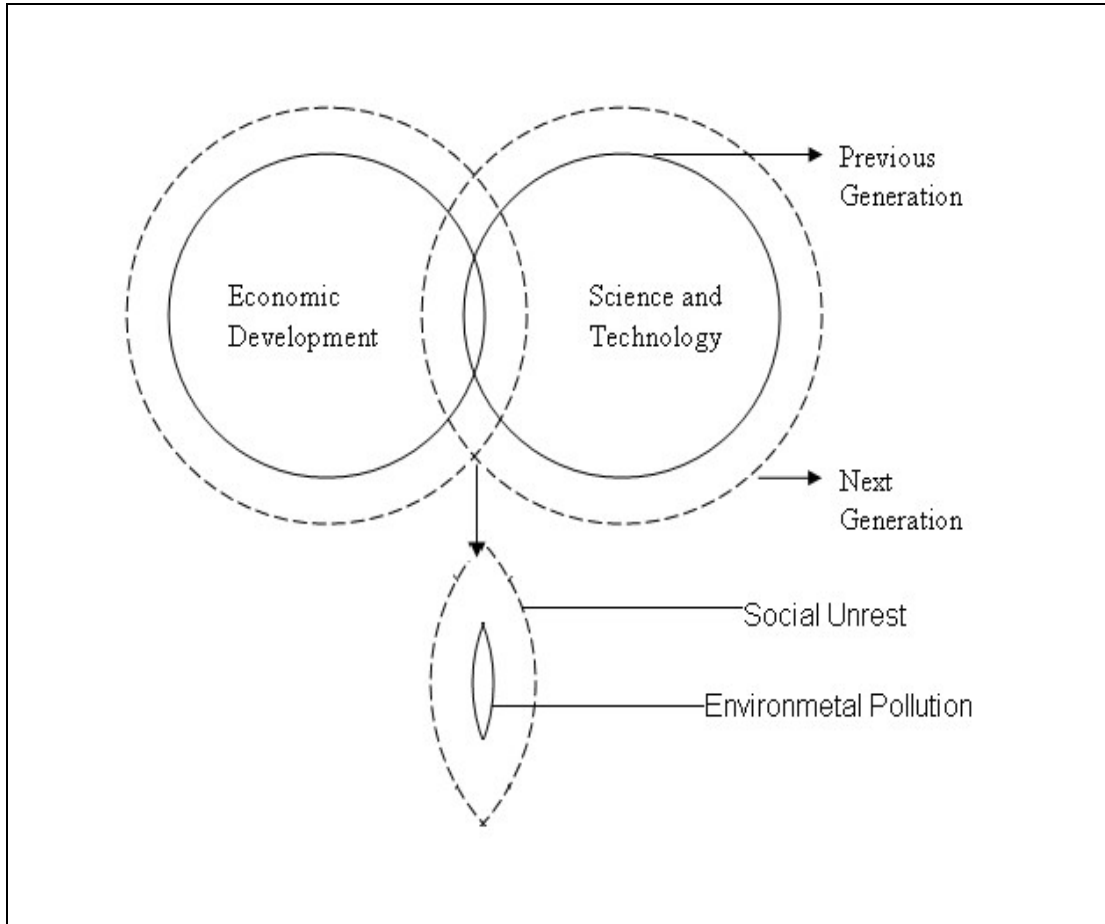 Previous
Generation
Economic
Development
Science and
Technology
Next
Generation
Social Unrest
Environmetal Pollution